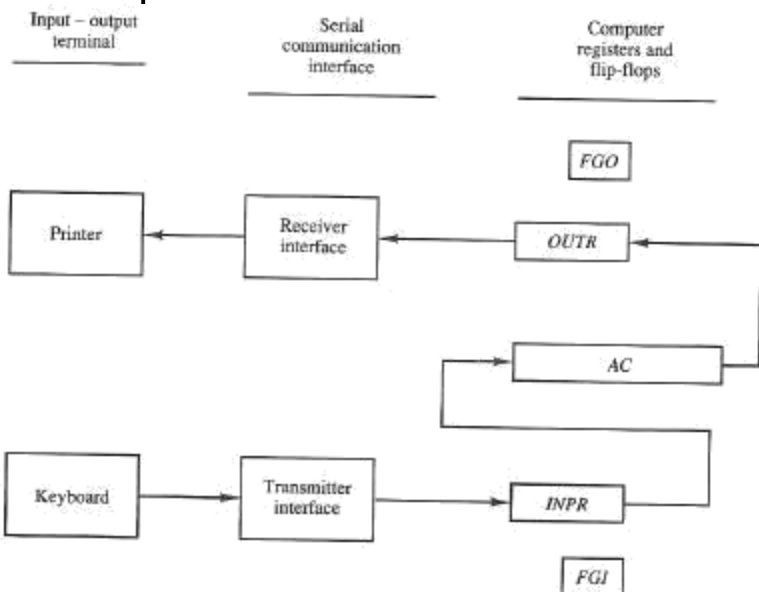 Input – output
terminal
Serial
communication
interface
Computer
registers and
flip-flops
FGO
Printer
Receiver
interface
OUTR
AC
Keyboard
Transmitter
interface
INPR
FGI